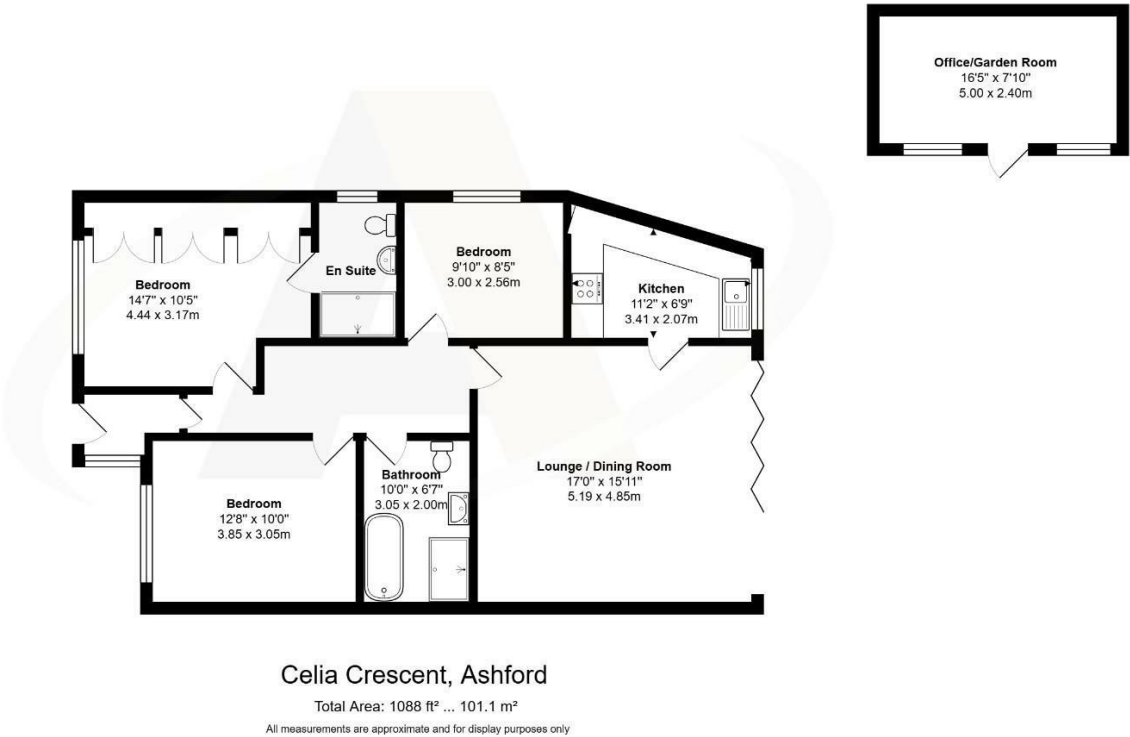 Office/Garden Room
16'5" x 7'10"
5.00 x 2.40m
Bedroom
14'7" x 10'5"
4.44 x 3.17m
En Suite
Bedroom
9'10" x 8'5"
3.00 x 2.56m
Kitchen
11'2" x 6'9"
3.41 x 2.07m
Bedroom
12'8" x 10'0"
3.85 x 3.05m
Bathroom
10'0" x 6'7"
3.05 x 2.00m
Lounge / Dining Room
17'0" x 15'11"
5.19 x 4.85m
Celia Crescent, Ashford
Total Area: 1088 ft² ... 101.1 m²
All measurements are approximate and for display purposes only